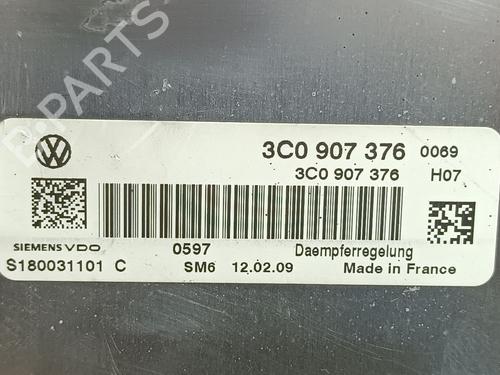 B-PARTS
3C0 907 376 0069
3C0 907 376 H07
SIEMENS VDO 0597 Daempferregelung
S180031101 C SM6 12.02.09 Made in France